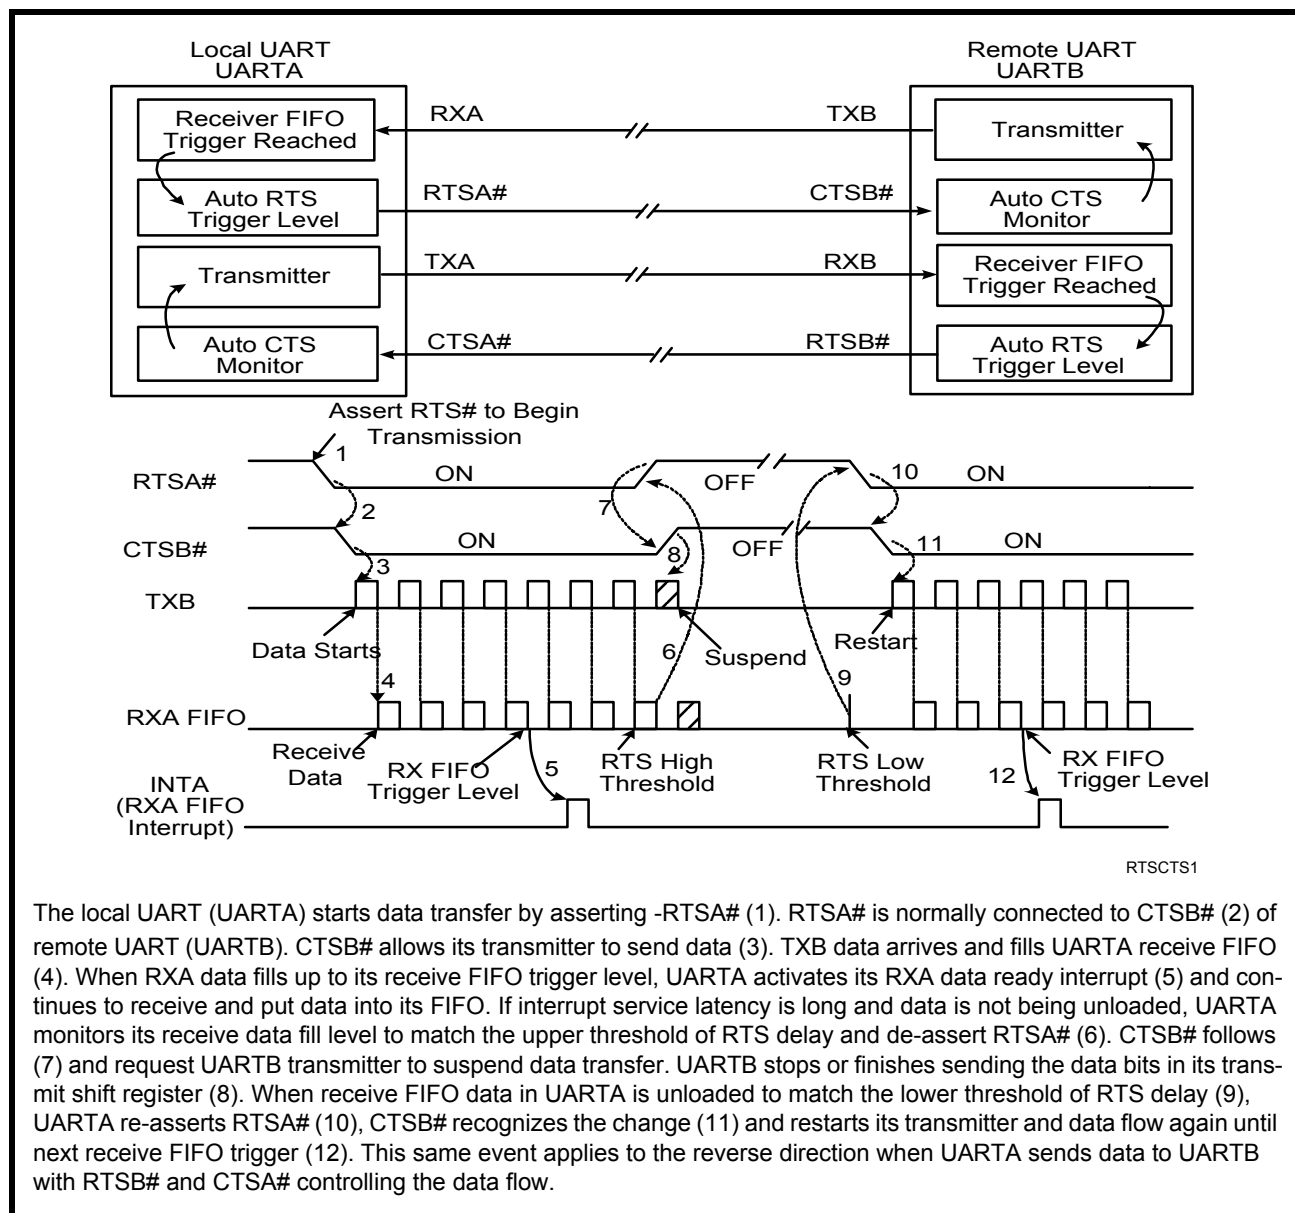 Local UART
UARTA
Remote UART
UARTB
Receiver FIFO
Trigger Reached
RXA
TXB
Transmitter
Auto RTS
Trigger Level
RTSA#
CTSB#
Auto CTS
Monitor
Transmitter
TXA
RXB
Receiver FIFO
Trigger Reached
Auto CTS
Monitor
CTSA#
RTSB#
Auto RTS
Trigger Level
Assert RTS# to Begin
Transmission
1
RTSA#
ON
7
OFF
10
ON
2
CTSB#
ON
8
OFF
11
ON
3
TXB
Data Starts
6
Suspend
Restart
4
9
RXA FIFO
Receive
Data
RX FIFO
Trigger Level
5
RTS High
Threshold
RTS Low
Threshold
12
RX FIFO
Trigger Level
INTA
(RXA FIFO
Interrupt)
RTSCTS1
The local UART (UARTA) starts data transfer by asserting -RTSA# (1). RTSA# is normally connected to CTSB# (2) of
remote UART (UARTB). CTSB# allows its transmitter to send data (3). TXB data arrives and fills UARTA receive FIFO
(4). When RXA data fills up to its receive FIFO trigger level, UARTA activates its RXA data ready interrupt (5) and con-
tinues to receive and put data into its FIFO. If interrupt service latency is long and data is not being unloaded, UARTA
monitors its receive data fill level to match the upper threshold of RTS delay and de-assert RTSA# (6). CTSB# follows
(7) and request UARTB transmitter to suspend data transfer. UARTB stops or finishes sending the data bits in its trans-
mit shift register (8). When receive FIFO data in UARTA is unloaded to match the lower threshold of RTS delay (9),
UARTA re-asserts RTSA# (10), CTSB# recognizes the change (11) and restarts its transmitter and data flow again until
next receive FIFO trigger (12). This same event applies to the reverse direction when UARTA sends data to UARTB
with RTSB# and CTSA# controlling the data flow.